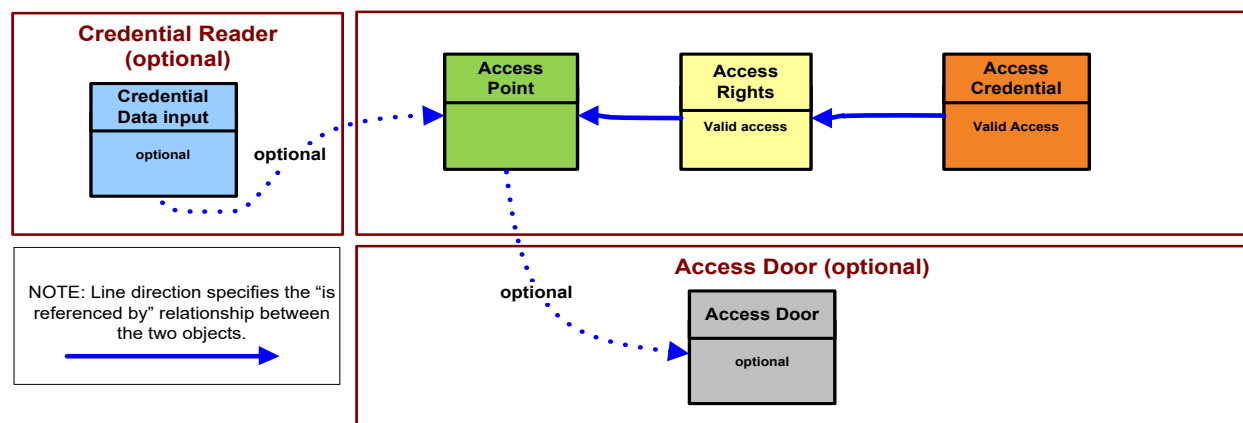 Credential Reader
(optional)
Credential
Data input
optional
optional
Access
Point
Access
Rights
Valid access
Access
Credential
Valid Access
NOTE: Line direction specifies the “is
referenced by” relationship between
the two objects.
optional
Access Door (optional)
Access Door
optional